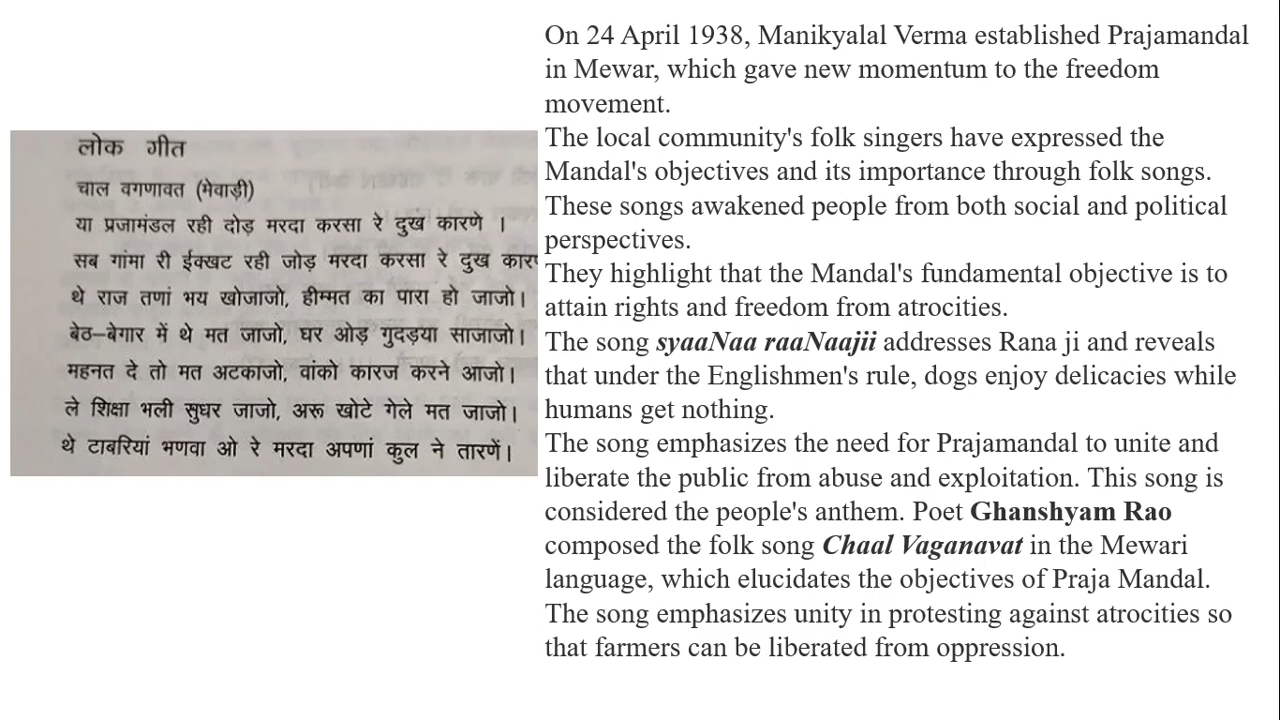 लोक गीत
चाल वगणावत (मेवाड़ी)
या प्रजामंडल रही दोड़ मरदा करसा रे दुख कारणे ।
सब गांमा री ईक्खट रही जोड़ मरदा करसा रे दुख कारण
थे राज तणां भय खोजाजो, हीम्मत का पारा हो जाजो।
बेठ–बेगार में थे मत जाजो, घर ओड़ गुदड़या साजाजो।
महनत दे तो मत अटकाजो, वांको कारज करने आजो।
ले शिक्षा भली सुधर जाजो, अरू खोटे गेले मत जाजो।
थे टाबरियां भणवा ओ रे मरदा अपणां कुल ने तारणें।
On 24 April 1938, Manikyalal Verma established Prajamandal
in Mewar, which gave new momentum to the freedom
movement.
The local community's folk singers have expressed the
Mandal's objectives and its importance through folk songs.
These songs awakened people from both social and political
perspectives.
They highlight that the Mandal's fundamental objective is to
attain rights and freedom from atrocities.
The song syaaNaa raaNaajii addresses Rana ji and reveals
that under the Englishmen's rule, dogs enjoy delicacies while
humans get nothing.
The song emphasizes the need for Prajamandal to unite and
liberate the public from abuse and exploitation. This song is
considered the people's anthem. Poet Ghanshyam Rao
composed the folk song Chaal Vaganavat in the Mewari
language, which elucidates the objectives of Praja Mandal.
The song emphasizes unity in protesting against atrocities so
that farmers can be liberated from oppression.